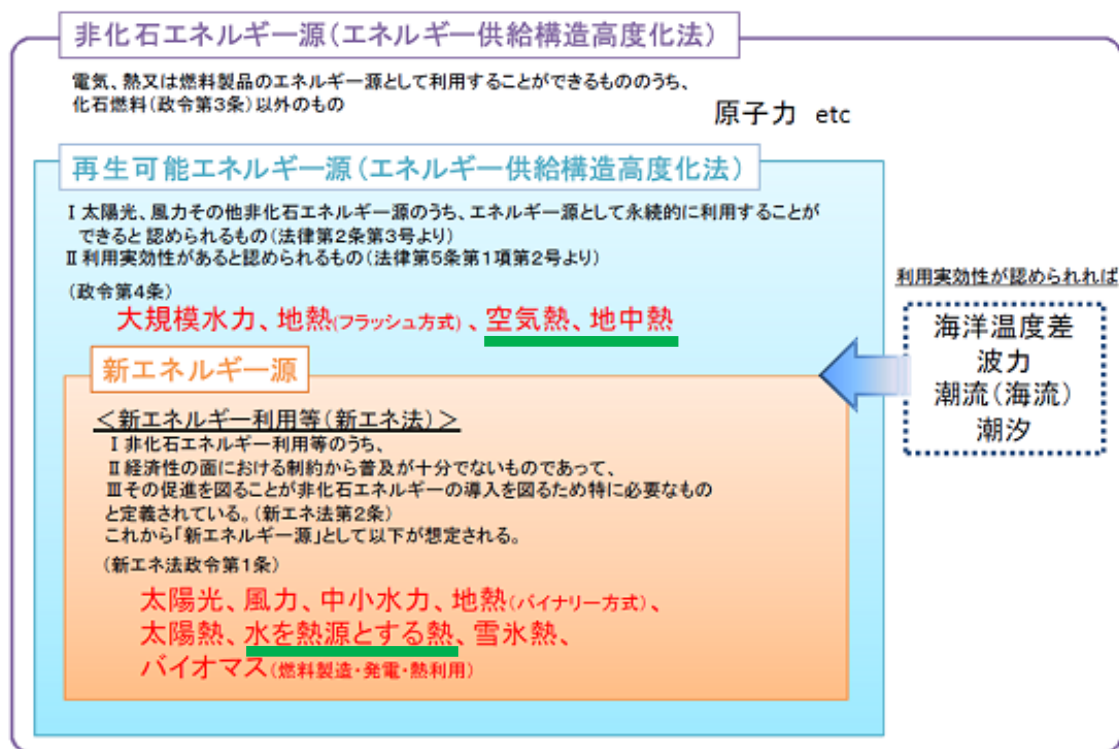 非化石エネルギー源(エネルギー供給構造高度化法)
電気、熱又は燃料製品のエネルギー源として利用することができるもののうち、
化石燃料(政令第3条)以外のもの
原子力 etc
再生可能エネルギー源(エネルギー供給構造高度化法)
Ⅰ太陽光、風力その他非化石エネルギー源のうち、エネルギー源として永続的に利用することが
できると認められるもの(法律第2条第3号より)
Ⅱ利用実効性があると認められるもの(法律第5条第1項第2号より)
(政令第4条)
大規模水力、地熱(フラッシュ方式)、空気熱、地中熱
利用実効性が認められれば
海洋温度差
波力
潮流(海流)
潮汐
新エネルギー源
<新エネルギー利用等(新エネ法)>
Ⅰ非化石エネルギー利用等のうち、
Ⅱ経済性の面における制約から普及が十分でないものであって、
Ⅲその促進を図ることが非化石エネルギーの導入を図るため特に必要なもの
と定義されている。(新エネ法第2条)
これから「新エネルギー源」として以下が想定される。
(新エネ法政令第1条)
太陽光、風力、中小水力、地熱(バイナリー方式)、
太陽熱、水を熱源とする熱、雪氷熱、
バイオマス(燃料製造・発電・熱利用)